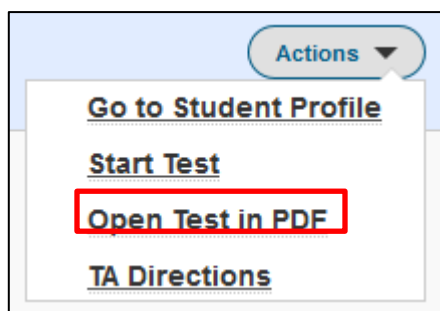 Actions
Go to Student Profile
Start Test
Open Test in PDF
TA Directions